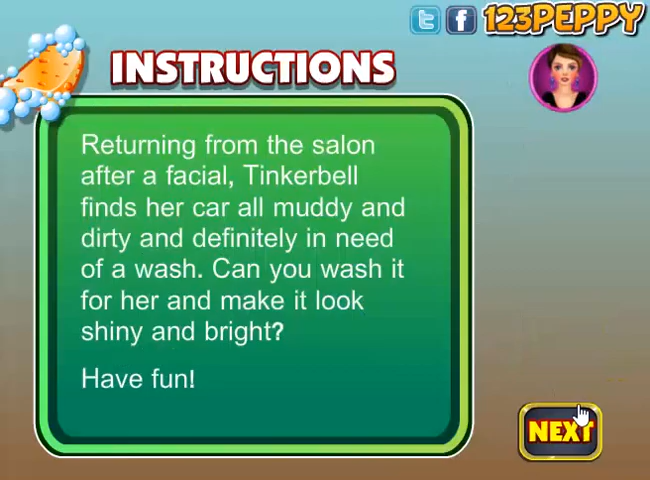 123PEPPY
INSTRUCTIONS
Returning from the salon
after a facial, Tinkerbell
finds her car all muddy and
dirty and definitely in need
of a wash. Can you wash it
for her and make it look
shiny and bright?
Have fun!
NEXT